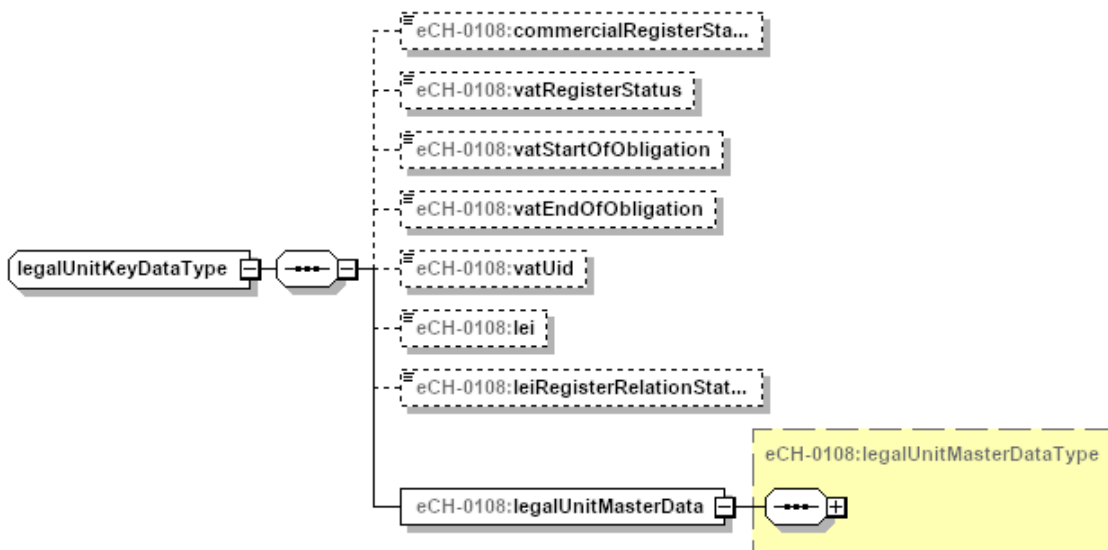 eCH-0108:commercialRegisterSta...
eCH-0108:vatRegisterStatus
eCH-0108:vatStartOfObligation
eCH-0108:vatEndOfObligation
legalUnitKeyDataType
eCH-0108:vatUid
eCH-0108:lei
eCH-0108:leiRegisterRelationStat...
eCH-0108:legalUnitMasterDataType
eCH-0108:legalUnitMasterData